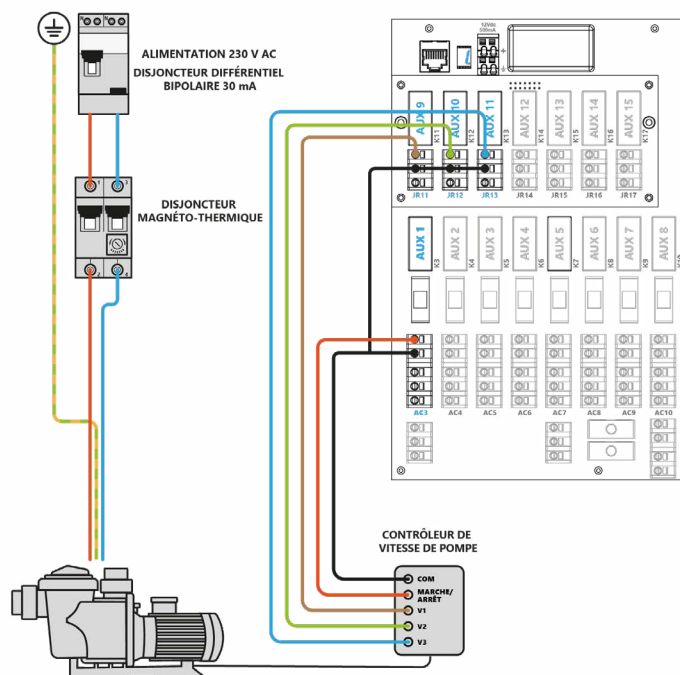 N
N
12Vdc
500mA
ALIMENTATION 230 V AC
DISJONCTEUR DIFFÉRENTIEL
BIPOLAIRE 30 mA
AUX 9
K11
AUX 10
K12
AUX 11
K13
AUX 12
K14
AUX 13
K15
AUX 14
K16
AUX 15
K17
JR11
JR12
JR13
JR14
JR15
JR16
JR17
1
3
DISJONCTEUR
MAGNÉTO-THERMIQUE
2
4
AUX 1
K3
AUX 2
K4
AUX 3
K5
AUX 4
K6
AUX 5
K7
AUX 6
K8
AUX 7
K9
AUX 8
AC3
AC4
AC5
AC6
AC7
AC8
AC9
AC10
CONTRÔLEUR DE
VITESSE DE POMPE
COM
MARCHE/
ARRÊT
V1
V2
V3